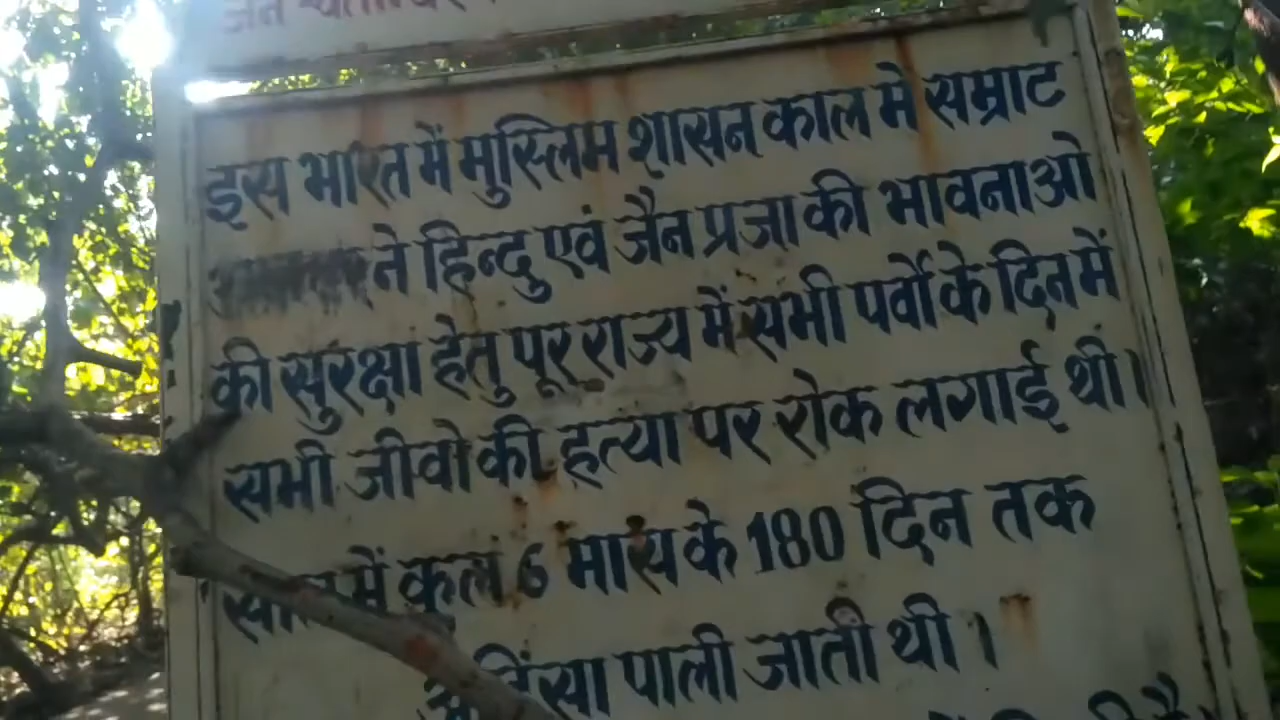 जैन
इस भारत में मुस्लिम शासन काल मे सम्राट
ने हिन्दु एवं जैन प्रजा की भावनाओ
की सुरक्षा हेतु पूर राज्य में सभी पर्वो के दिन में
सभी जीवो की हत्या पर रोक लगाई थी।
में कुल 6 मास के 180 दिन तक
पाली जाती थी।